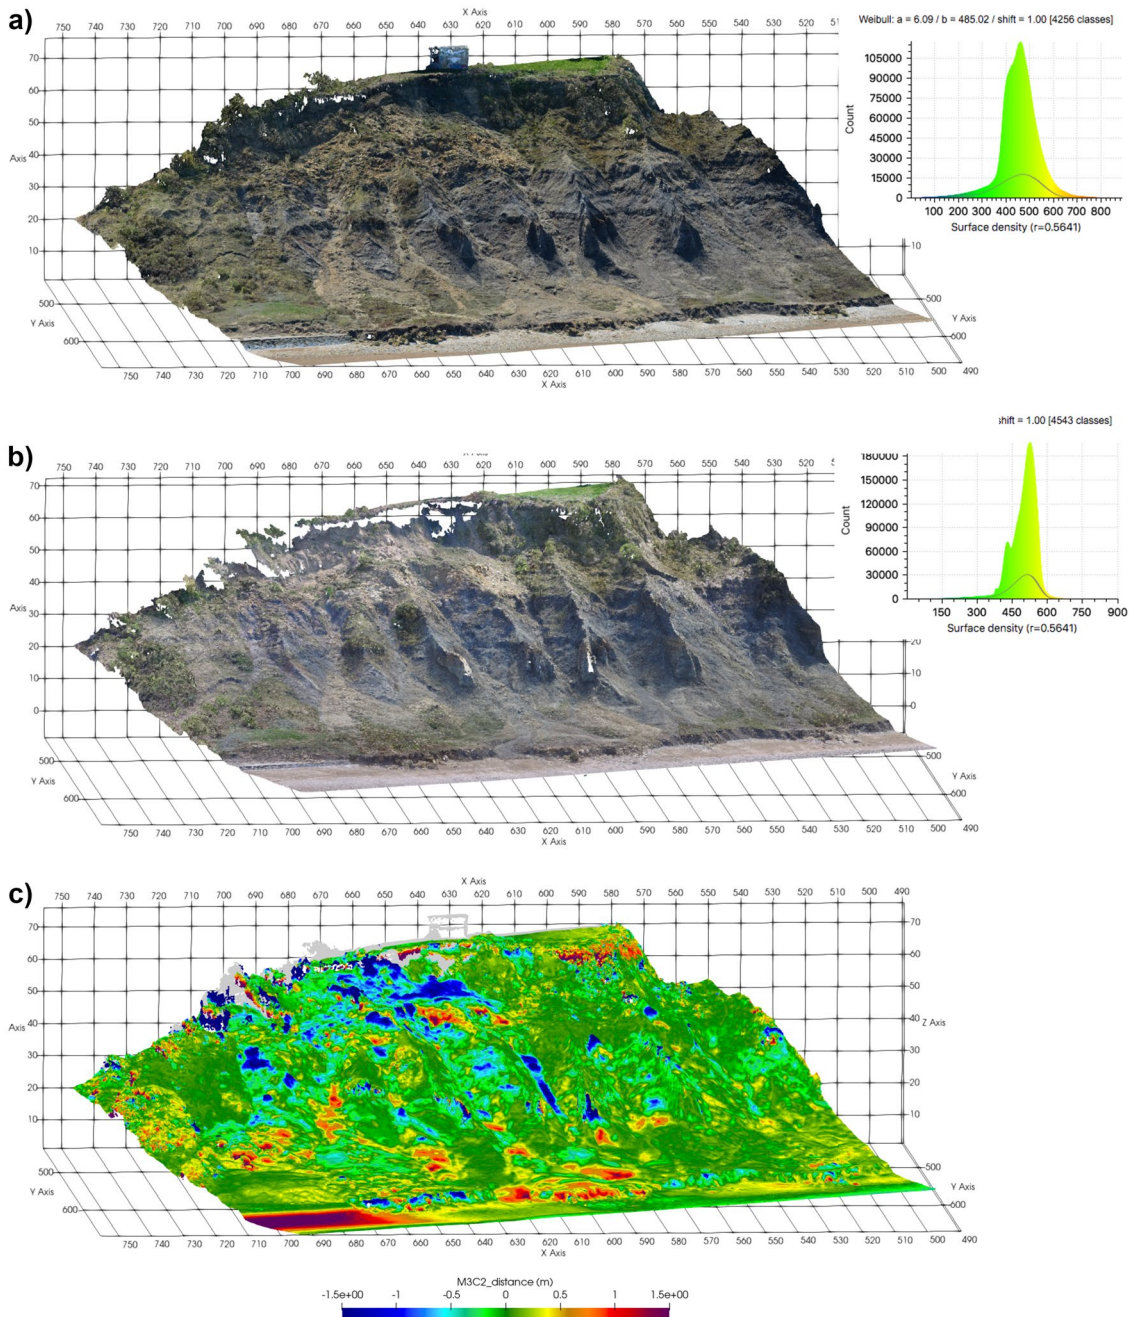 a)
X Axis
750 740 730 720 710 700 690 680 670 660 650 640 630 620 610 600 590 580 570 560 550 540 530 520 51
Weibull: a = 6.09 / b = 485.02 / shift = 1.00 [4256 classes]
105000
90000
75000
60000
45000
30000
15000
0
Count
100 200 300 400 500 600 700 800
Surface density (r=0.5641)
70
60
50
Axis
40
30
20
10
10
500
500
Y Axis
Y Axis
600
600
750 740 730 720 710 700 690 680 670 660 650 640 630 620 610 600 590 580 570 560 550 540 530 520 510 500 490
X Axis
b)
shift = 1.00 [4543 classes]
750 740 730 720 710 700 690 680 670 660 650 640 630 620 610 600 590 580 570 560 550 540 530 520 5
180000
150000
120000
90000
60000
30000
0
Count
150 300 450 600 750 900
Surface density (r=0.5641)
70
60
50
40
Axis
30
20
20
10
10
0
0
500
500
Y Axis
Y Axis
600
600
750 740 730 720 710 700 690 680 670 660 650 640 630 620 610 600 590 580 570 560 550 540 530 520 510 500 490
X Axis
c)
X Axis
750 740 730 720 710 700 690 680 670 660 650 640 630 620 610 600 590 580 570 560 550 540 530 520 510 500 490
70
70
60
60
50
50
Axis
40
40
Z Axis
30
30
20
20
10
10
500
500
Y Axis
Y Axis
600
600
750 740 730 720 710 700 690 680 670 660 650 640 630 620 610 600 590 580 570 560 550 540 530 520 510 500 490
X Axis
M3C2_distance (m)
-1.5e+00 -1 -0.5 0 0.5 1 1.5e+00